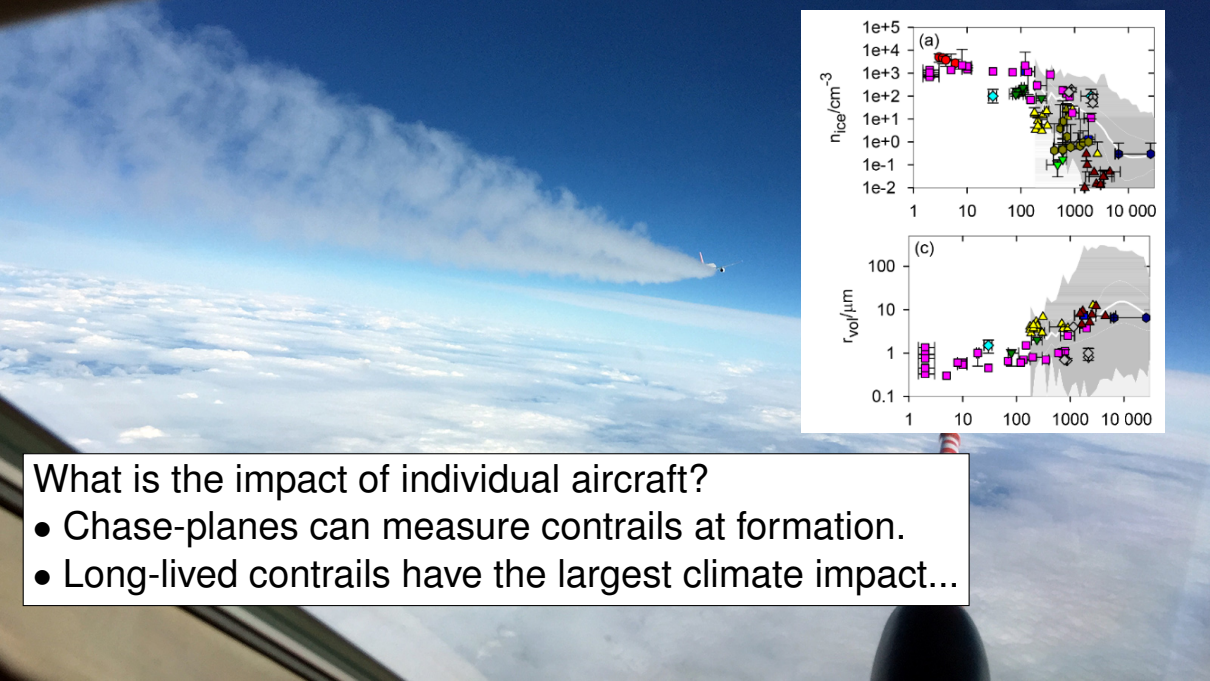 (a)
1e+5
1e+4
1e+3
1e+2
1e+1
1e+0
1e-1
1e-2
nice/cm-3
1 10 100 1000 10 000
(c)
100
10
1
0.1
rvol/μm
1 10 100 1000 10 000
What is the impact of individual aircraft?
• Chase-planes can measure contrails at formation.
• Long-lived contrails have the largest climate impact...